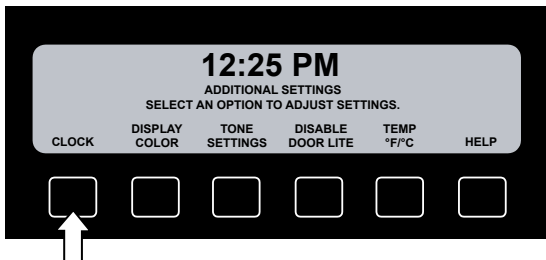 12:25 PM
ADDITIONAL SETTINGS
SELECT AN OPTION TO ADJUST SETTINGS.
CLOCK
DISPLAY
COLOR
TONE
SETTINGS
DISABLE
DOOR LITE
TEMP
°F/°C
HELP